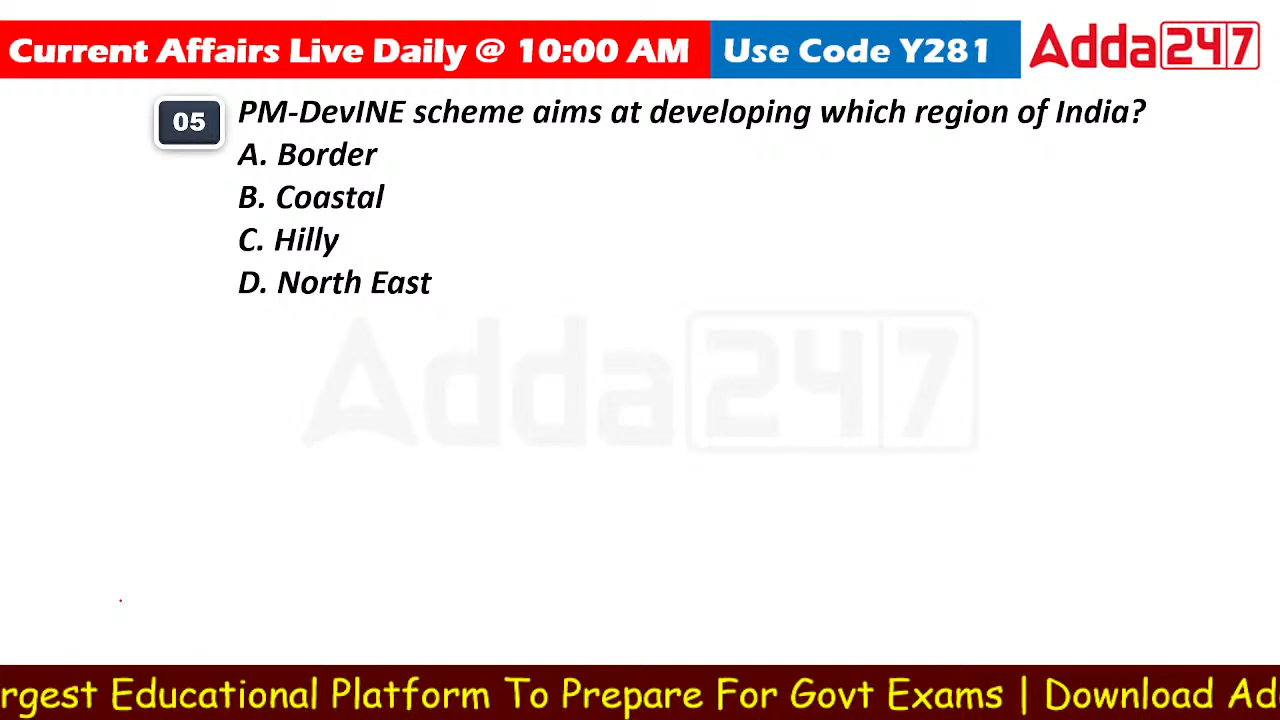 Current Affairs Live Daily @ 10:00 AM
Use Code Y281
Adda247
05
PM-DevINE scheme aims at developing which region of India?
A. Border
B. Coastal
C. Hilly
D. North East
Adda247
rgest Educational Platform To Prepare For Govt Exams | Download Ad